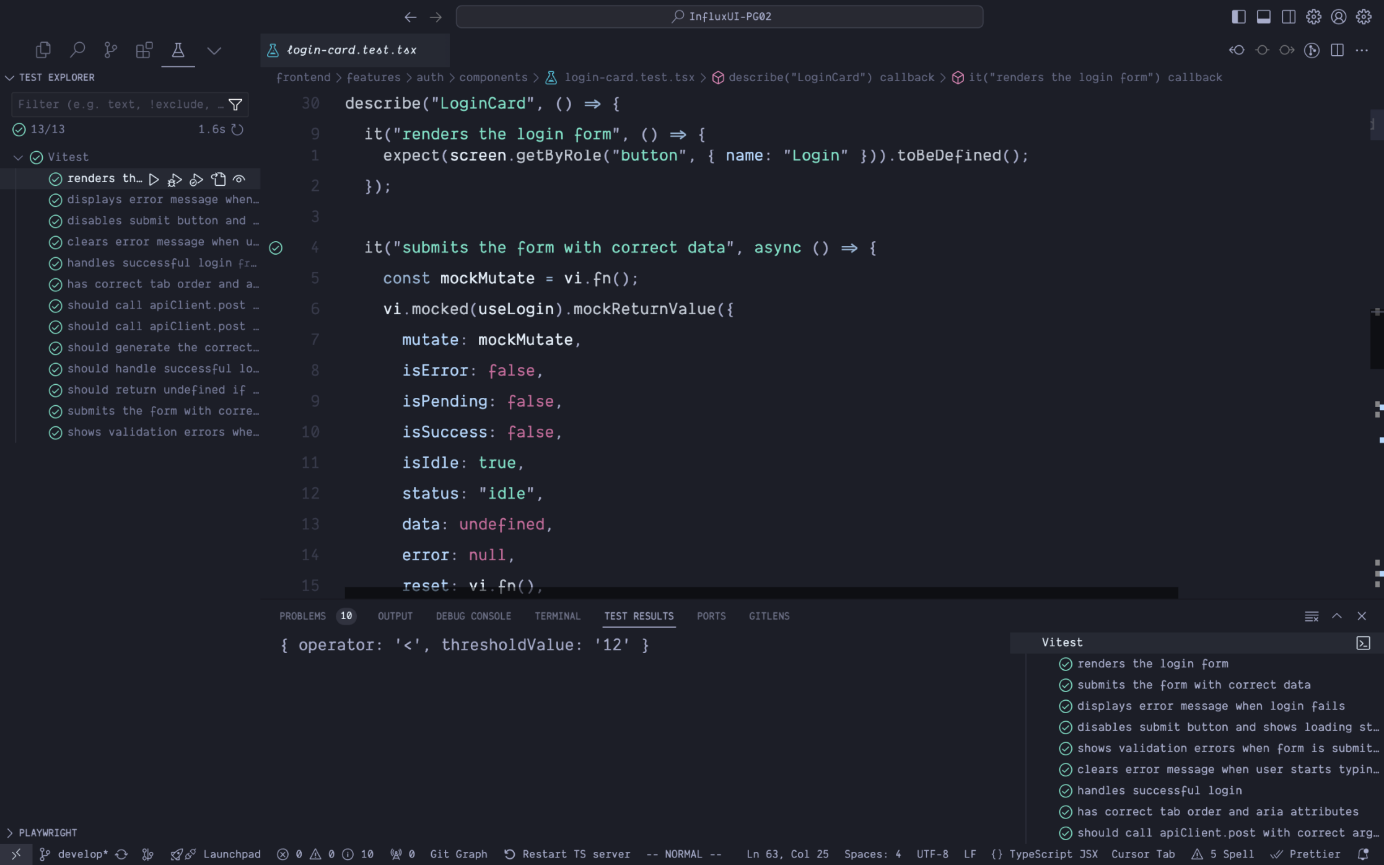 InfluxUI-PG02
login-card.test.tsx
TEST EXPLORER
frontend > features > auth > components > login-card.test.tsx > describe("LoginCard") callback > it("renders the login form") callback
Filter (e.g. text, !exclude, …
13/13 1.6s
Vitest
renders th…
displays error message when…
disables submit button and …
clears error message when u…
handles successful login fr…
has correct tab order and a…
should call apiClient.post …
should call apiClient.post …
should generate the correct…
should handle successful lo…
should return undefined if …
submits the form with corre…
shows validation errors whe…
30 describe("LoginCard", () => {
9 it("renders the login form", () => {
1 expect(screen.getByRole("button", { name: "Login" })).toBeDefined();
2 });
3
4 it("submits the form with correct data", async () => {
5 const mockMutate = vi.fn();
6 vi.mocked(useLogin).mockReturnValue({
7 mutate: mockMutate,
8 isError: false,
9 isPending: false,
10 isSuccess: false,
11 isIdle: true,
12 status: "idle",
13 data: undefined,
14 error: null,
15 reset: vi.fn(),
PROBLEMS 10 OUTPUT DEBUG CONSOLE TERMINAL TEST RESULTS PORTS GITLENS
{ operator: '<', thresholdValue: '12' }
Vitest
renders the login form
submits the form with correct data
displays error message when login fails
disables submit button and shows loading st…
shows validation errors when form is submit…
clears error message when user starts typin…
handles successful login
has correct tab order and aria attributes
should call apiClient.post with correct arg…
PLAYWRIGHT
develop* Launchpad 0 0 10 0 Git Graph Restart TS server -- NORMAL -- Ln 63, Col 25 Spaces: 4 UTF-8 LF {} TypeScript JSX Cursor Tab 5 Spell Prettier